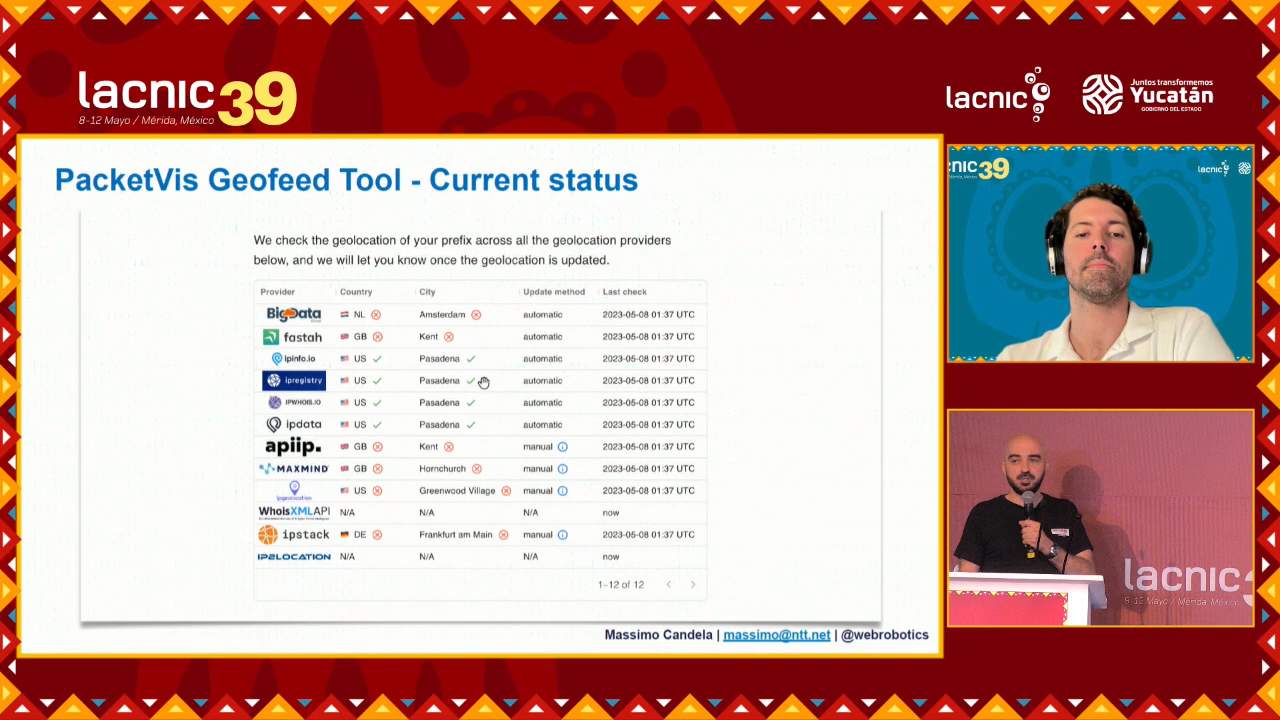 lacnic 39
8-12 Mayo / Mérida, México
lacnic
Juntos transformemos
Yucatán
GOBIERNO DEL ESTADO
PacketVis Geofeed Tool - Current status
We check the geolocation of your prefix across all the geolocation providers
below, and we will let you know once the geolocation is updated.
Provider Country City Update method Last check
BigData NL Amsterdam automatic 2023-05-08 01:37 UTC
fastah GB Kent automatic 2023-05-08 01:37 UTC
ipinfo.io US Pasadena automatic 2023-05-08 01:37 UTC
ipregistry US Pasadena automatic 2023-05-08 01:37 UTC
IPWHOIS.IO US Pasadena automatic 2023-05-08 01:37 UTC
ipdata US Pasadena automatic 2023-05-08 01:37 UTC
apiip. GB Kent manual 2023-05-08 01:37 UTC
MAXMIND GB Hornchurch manual 2023-05-08 01:37 UTC
ipgeolocation US Greenwood Village manual 2023-05-08 01:37 UTC
WhoisXMLAPI N/A N/A N/A now
ipstack DE Frankfurt am Main manual 2023-05-08 01:37 UTC
IP2LOCATION N/A N/A N/A now
1–12 of 12
Massimo Candela | massimo@ntt.net | @webrobotics
NIC 39
lacnic
lacnic
8-12 Mayo / Mérida, México